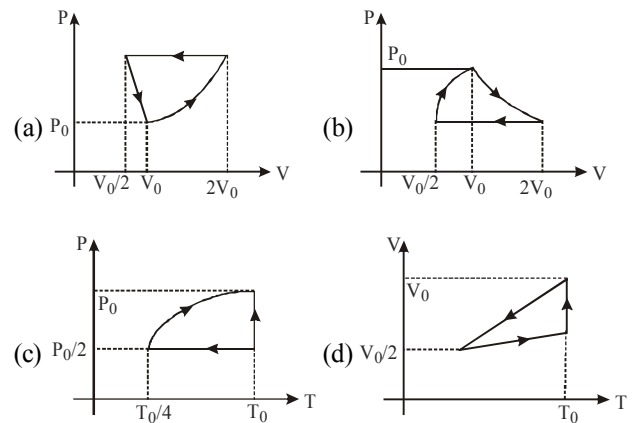 P
P
P₀
(a)
(b)
P₀
V₀/2
V₀
2V₀
V
V₀/2
V₀
2V₀
V
P
V
P₀
V₀
(c)
P₀/2
(d)
V₀/2
T₀/4
T₀
T
T₀
T